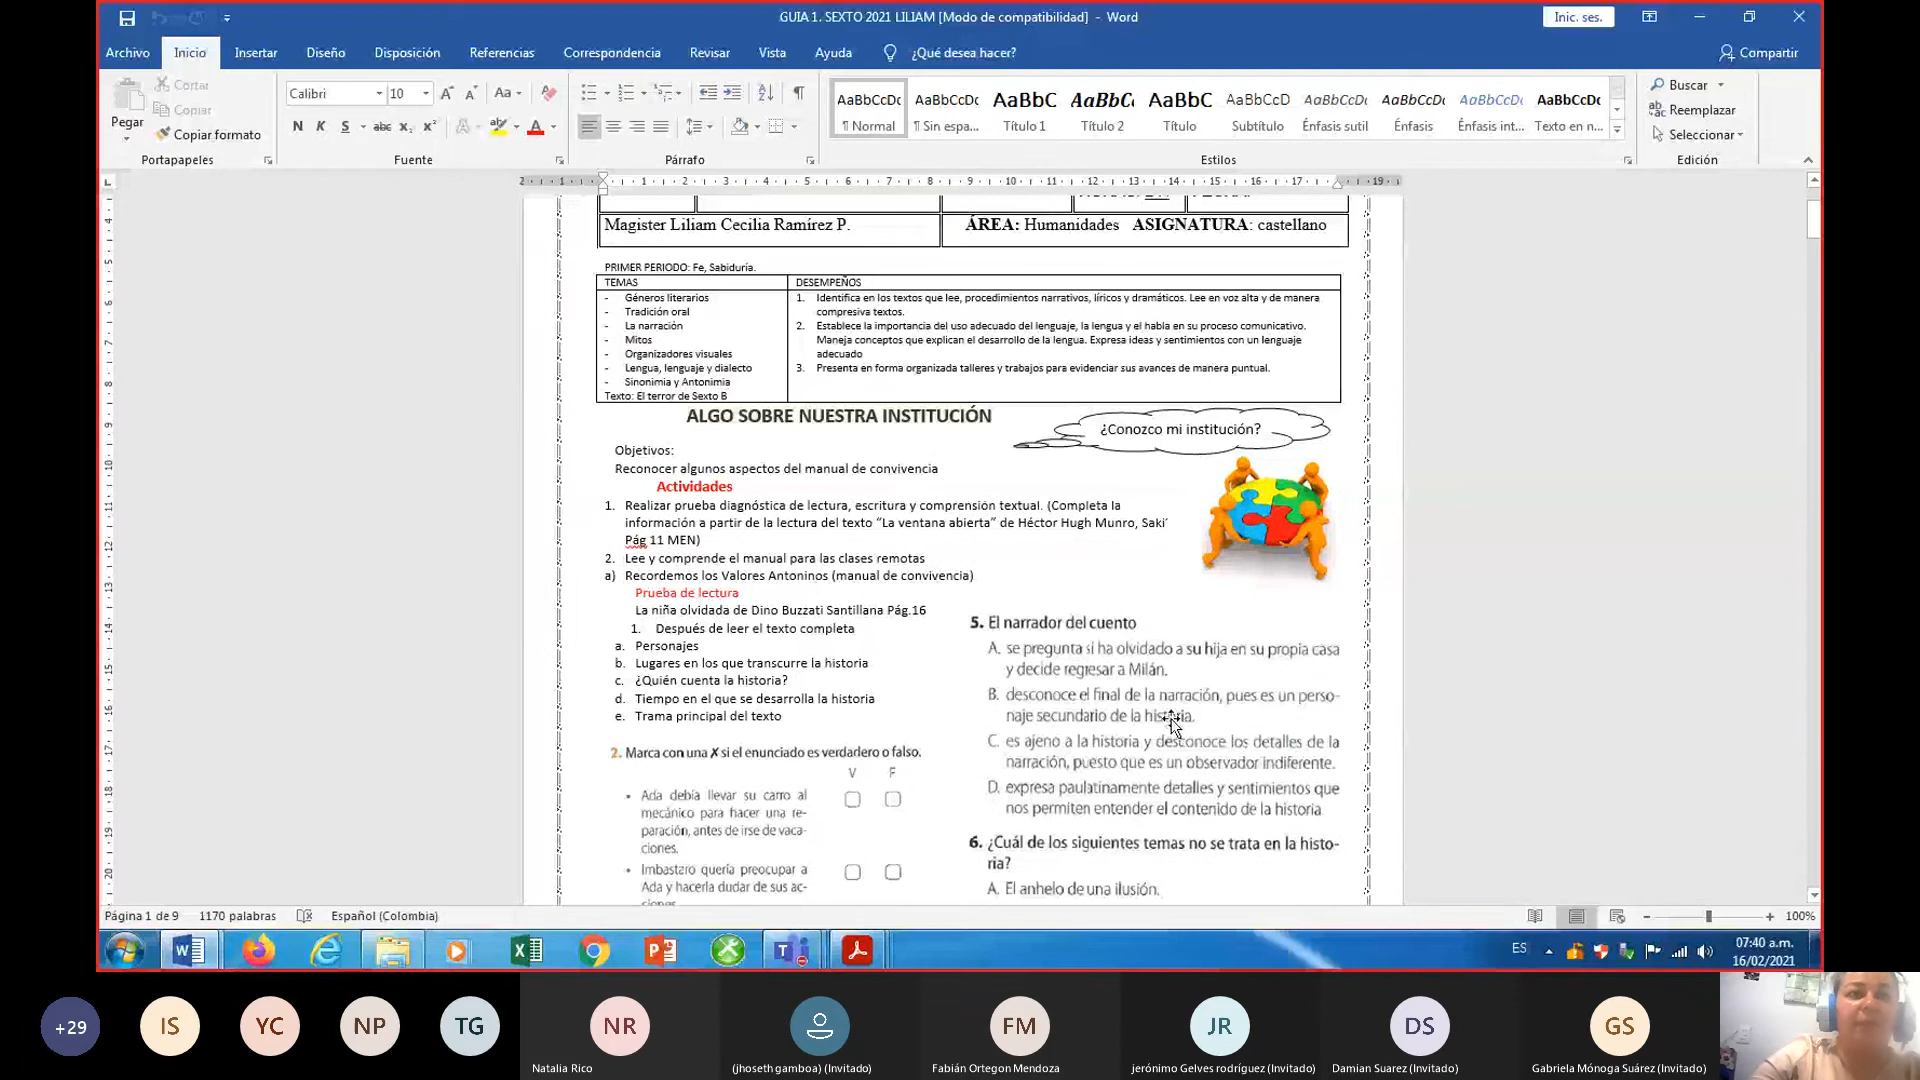 GUIA 1. SEXTO 2021 LILIAM [Modo de compatibilidad] - Word
Inic. ses.
Archivo Inicio Insertar Diseño Disposición Referencias Correspondencia Revisar Vista Ayuda ¿Qué desea hacer? Compartir
Pegar
Cortar
Copiar
Copiar formato
Portapapeles
Calibri 10
N K S abc x₂ x²
Fuente
Párrafo
AaBbCcDc AaBbCcDc AaBbC AaBbCc AaBbC AaBbCcD AaBbCcDc AaBbCcDc AaBbCcDc AaBbCcDc
¶ Normal ¶ Sin espa... Título 1 Título 2 Título Subtítulo Énfasis sutil Énfasis Énfasis int... Texto en n...
Estilos
Buscar
Reemplazar
Seleccionar
Edición
Magister Liliam Cecilia Ramírez P. ÁREA: Humanidades ASIGNATURA: castellano
PRIMER PERIODO: Fe, Sabiduría.
TEMAS
- Géneros literarios
- Tradición oral
- La narración
- Mitos
- Organizadores visuales
- Lengua, lenguaje y dialecto
- Sinonimia y Antonimia
Texto: El terror de Sexto B
DESEMPEÑOS
1. Identifica en los textos que lee, procedimientos narrativos, líricos y dramáticos. Lee en voz alta y de manera
compresiva textos.
2. Establece la importancia del uso adecuado del lenguaje, la lengua y el habla en su proceso comunicativo.
Maneja conceptos que explican el desarrollo de la lengua. Expresa ideas y sentimientos con un lenguaje
adecuado
3. Presenta en forma organizada talleres y trabajos para evidenciar sus avances de manera puntual.
ALGO SOBRE NUESTRA INSTITUCIÓN
¿Conozco mi institución?
Objetivos:
Reconocer algunos aspectos del manual de convivencia
Actividades
1. Realizar prueba diagnóstica de lectura, escritura y comprensión textual. (Completa la
información a partir de la lectura del texto “La ventana abierta” de Héctor Hugh Munro, Saki’
Pág 11 MEN)
2. Lee y comprende el manual para las clases remotas
a) Recordemos los Valores Antoninos (manual de convivencia)
Prueba de lectura
La niña olvidada de Dino Buzzati Santillana Pág.16
1. Después de leer el texto completa
a. Personajes
b. Lugares en los que transcurre la historia
c. ¿Quién cuenta la historia?
d. Tiempo en el que se desarrolla la historia
e. Trama principal del texto
2. Marca con una ✗ si el enunciado es verdadero o falso.
V F
• Ada debía llevar su carro al
mecánico para hacer una re-
paración, antes de irse de vaca-
ciones.
• Imbastaro quería preocupar a
Ada y hacerla dudar de sus ac-
ciones.
5. El narrador del cuento
A. se pregunta si ha olvidado a su hija en su propia casa
y decide regresar a Milán.
B. desconoce el final de la narración, pues es un perso-
naje secundario de la historia.
C. es ajeno a la historia y desconoce los detalles de la
narración, puesto que es un observador indiferente.
D. expresa paulatinamente detalles y sentimientos que
nos permiten entender el contenido de la historia
6. ¿Cuál de los siguientes temas no se trata en la histo-
ria?
A. El anhelo de una ilusión.
Página 1 de 9 1170 palabras Español (Colombia) 100%
ES
07:40 a.m.
16/02/2021
+29 IS YC NP TG NR FM JR DS GS
Natalia Rico (jhoseth gamboa) (Invitado) Fabián Ortegon Mendoza jerónimo Gelves rodríguez (Invitado) Damian Suarez (Invitado) Gabriela Mónoga Suárez (Invitado)